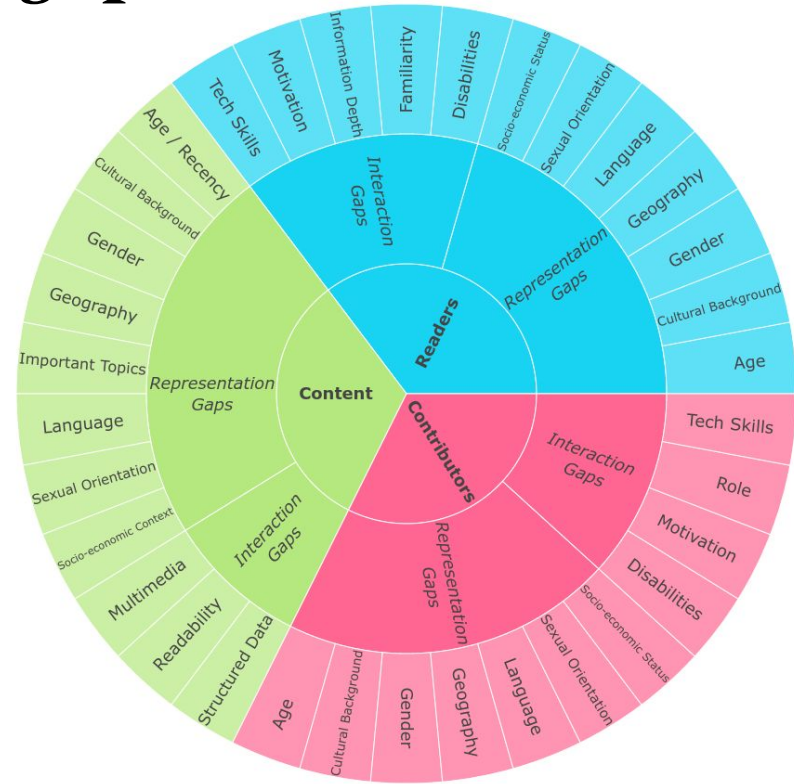 Readers
Interaction
Gaps
Tech Skills
Motivation
Information Depth
Familiarity
Disabilities
Representation
Gaps
Socio-economic Status
Sexual Orientation
Language
Geography
Gender
Cultural Background
Age
Contributors
Interaction
Gaps
Tech Skills
Role
Motivation
Disabilities
Representation
Gaps
Socio-economic Status
Sexual Orientation
Language
Geography
Gender
Cultural Background
Age
Content
Interaction
Gaps
Structured Data
Readability
Multimedia
Representation
Gaps
Socio-economic Context
Sexual Orientation
Language
Important Topics
Geography
Gender
Cultural Background
Age / Recency